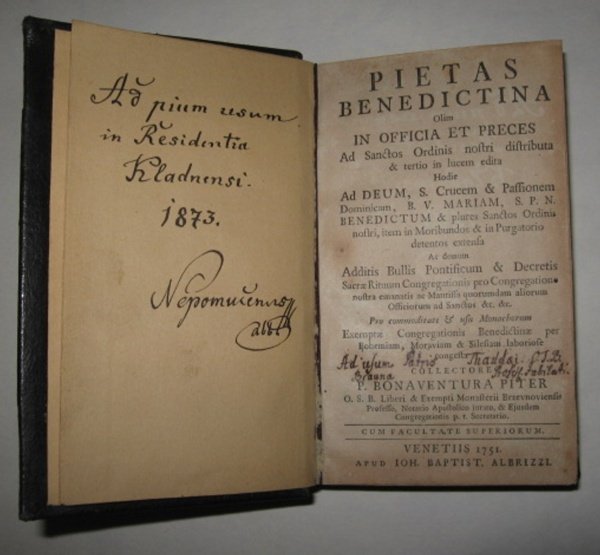 Ad pium usum
in Residentia
Kladnensi.
1873.
Nepomucenus
abbt
PIETAS
BENEDICTINA
Olim
IN OFFICIA ET PRECES
Ad Sanctos Ordinis nostri distributa
& tertio in lucem edita
Hodie
Ad DEUM, S. Crucem & Passionem
Dominicam, B. V. MARIAM, S. P. N.
BENEDICTUM & plures Sanctos Ordinis
nostri, item in Moribundos & in Purgatorio
detentos extensa
Ac demum
Additis Bullis Pontificum & Decretis
Sacræ Rituum Congregationis pro Congregatione
nostra emanatis ac Mantissa quorumdam aliorum
Officiorum ad Sanctos &c. &c.
Pro commoditate & usu Monachorum
Exemptæ Congregationis Benedictinæ per
Bohemiam, Moraviam & Silesiam laboriose
congesta
Ad usum Patris Thaddæi O.S.B.
Brauna
COLLECTORE
P. BONAVENTURA PITER
O. S. B. Liberi & Exempti Monasterii Brzevnoviensis
Professo, Notario Apostolico jurato, & Ejusdem
Congregationis p. t. Secretario.
CUM FACULTATE SUPERIORUM.
VENETIIS 1751.
APUD IOH. BAPTIST. ALBRIZZI.